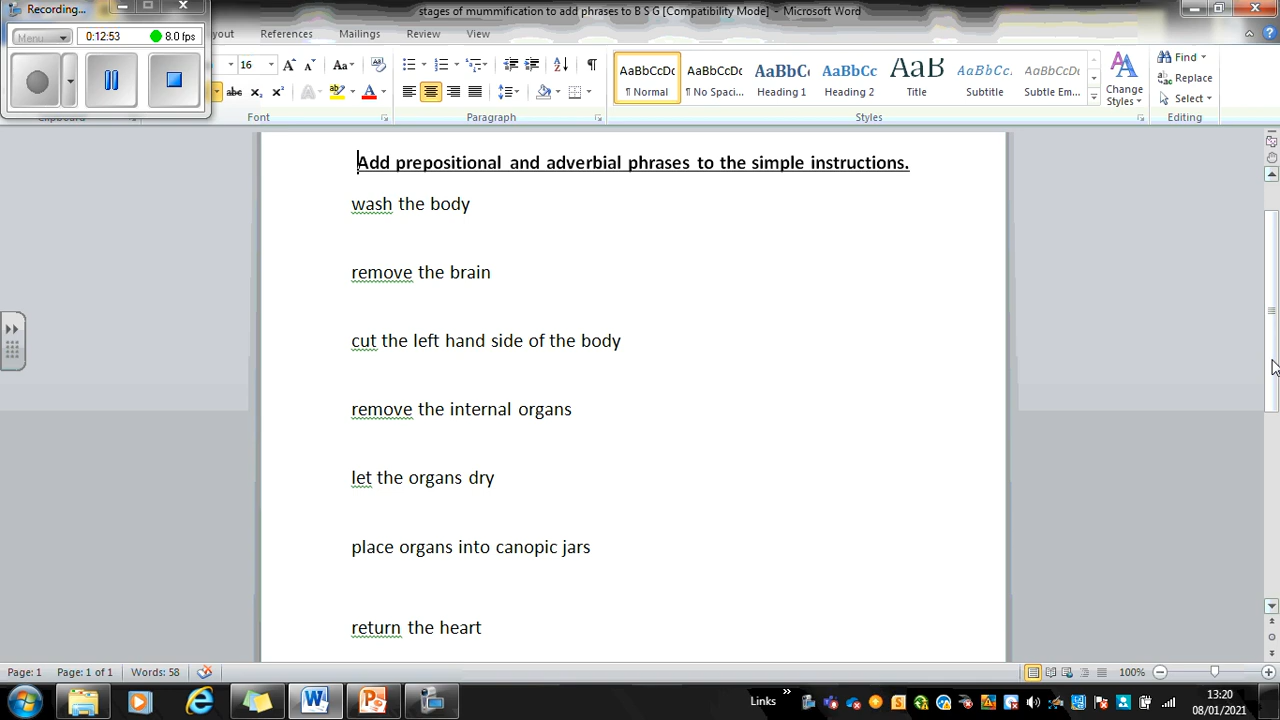 Recording...
stages of mummification to add phrases to B S G [Compatibility Mode] - Microsoft Word
Menu
0:12:53
8.0 fps
yout
References
Mailings
Review
View
16
Aa
Font
Paragraph
AaBbCcDc
¶ Normal
AaBbCcDc
¶ No Spaci...
AaBbCc
Heading 1
AaBbCc
Heading 2
AaB
Title
AaBbCcL
Subtitle
AaBbCcDc
Subtle Em...
Change
Styles
Styles
Find
Replace
Select
Editing
Add prepositional and adverbial phrases to the simple instructions.
wash the body
remove the brain
cut the left hand side of the body
remove the internal organs
let the organs dry
place organs into canopic jars
return the heart
Page: 1
Page: 1 of 1
Words: 58
100%
Links
13:20
08/01/2021